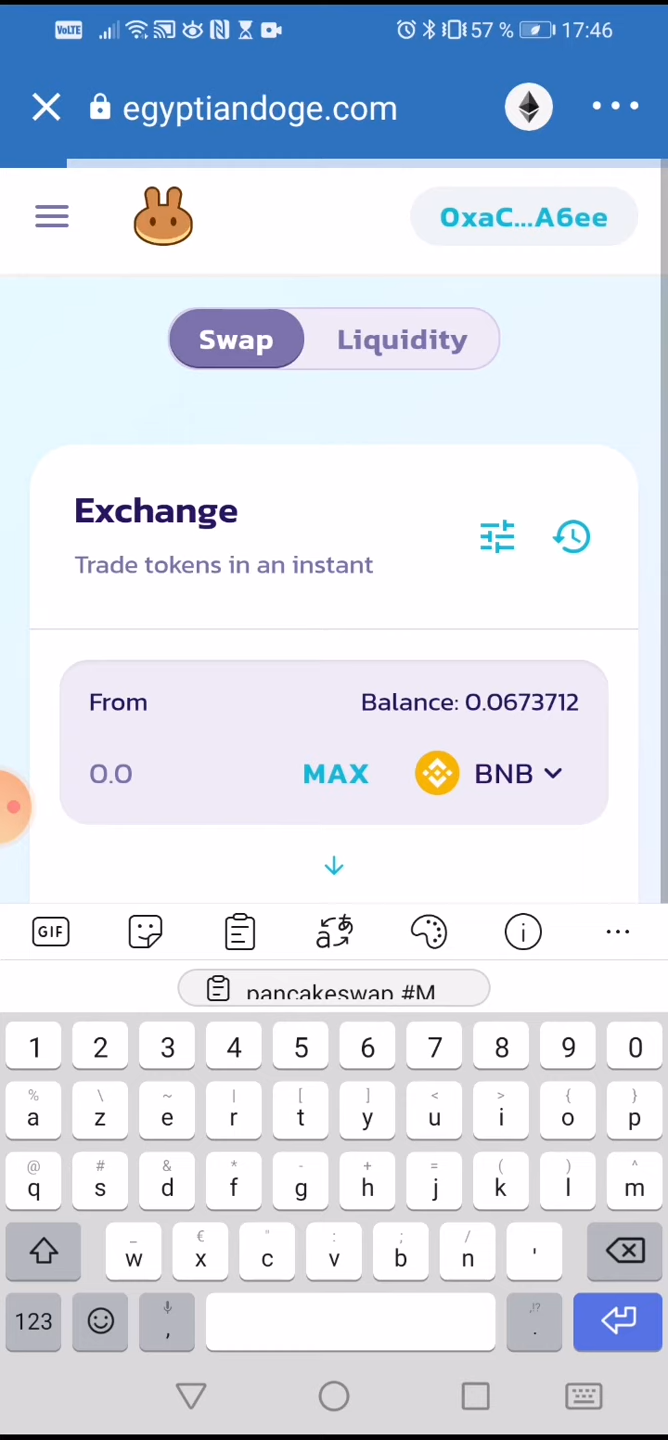 VoLTE 57 % 17:46
egyptiandoge.com
0xaC...A6ee
Swap Liquidity
Exchange
Trade tokens in an instant
From Balance: 0.0673712
0.0 MAX BNB
GIF
pancakeswap #M
1 2 3 4 5 6 7 8 9 0
% \ ~ | [ ] < > { }
a z e r t y u i o p
@ # & * - + = ( ) ^
q s d f g h j k l m
_ € " : ; /
w x c v b n '
123 , ,!? .